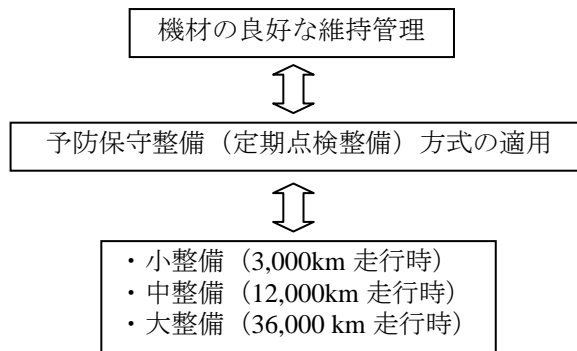 機材の良好な維持管理
予防保守整備（定期点検整備）方式の適用
・小整備（3,000km 走行時）
・中整備（12,000km 走行時）
・大整備（36,000 km 走行時）